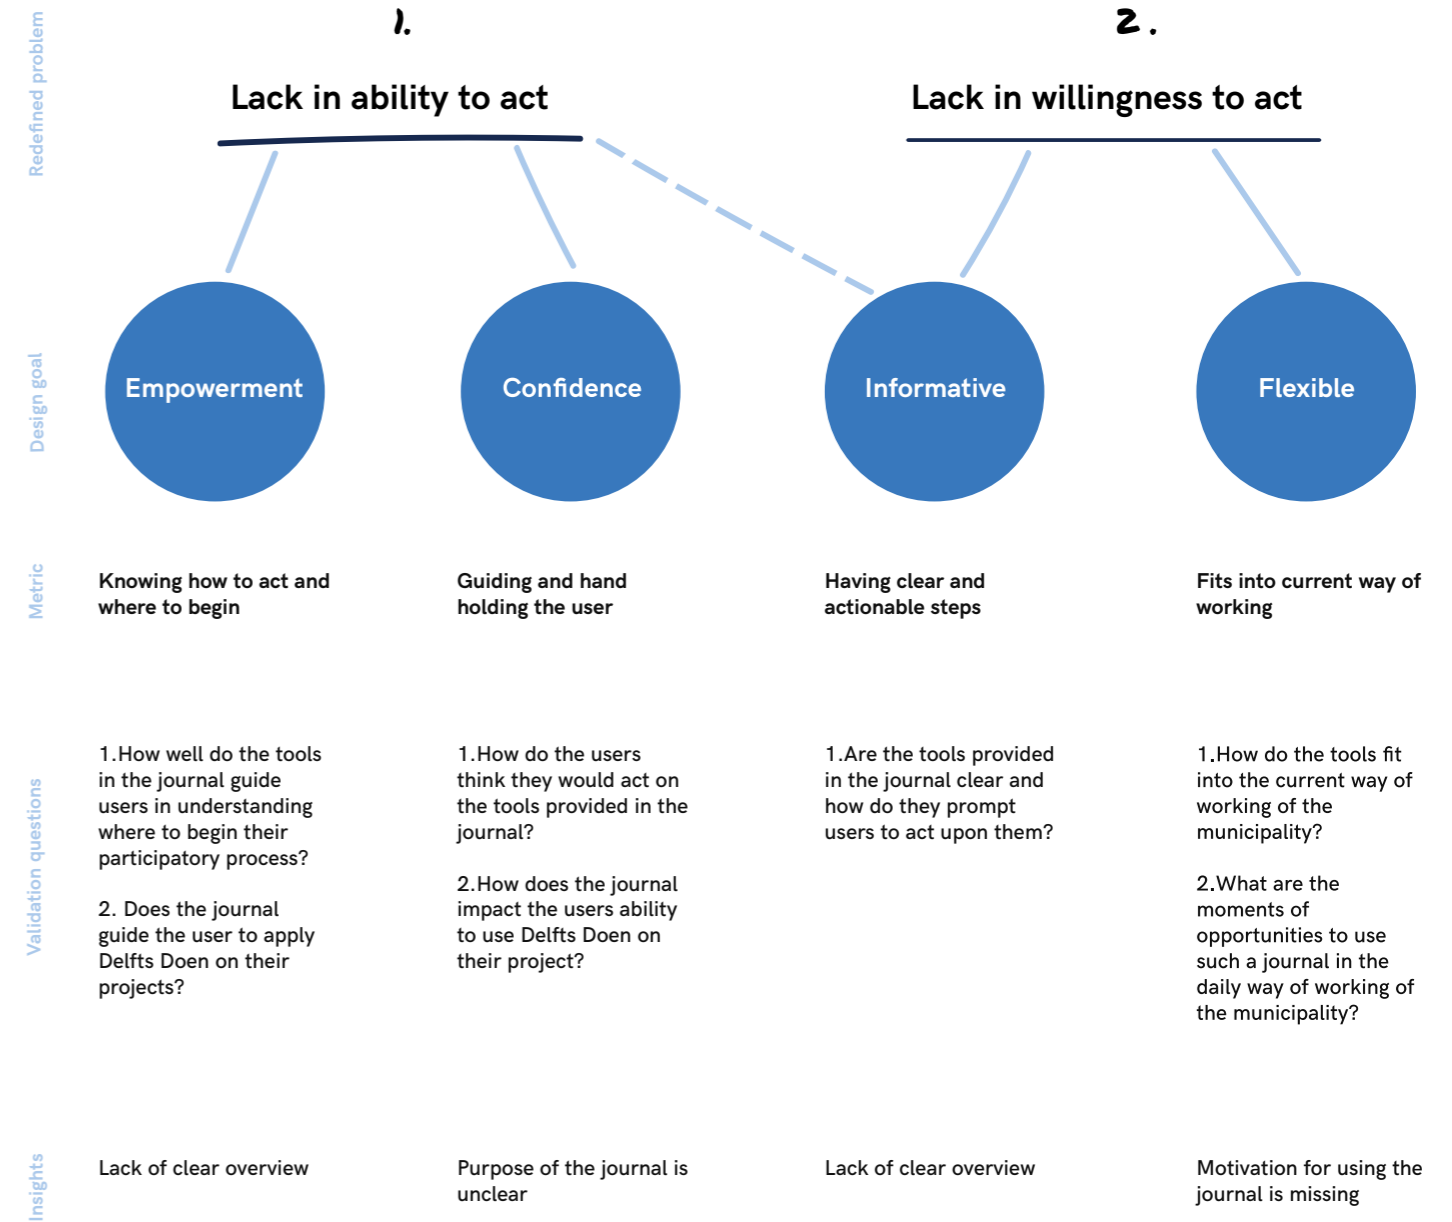 Redefined problem
1.
2.
Lack in ability to act
Lack in willingness to act
Design goal
Empowerment
Confidence
Informative
Flexible
Metric
Knowing how to act and
where to begin
Guiding and hand
holding the user
Having clear and
actionable steps
Fits into current way of
working
Validation questions
1.How well do the tools
in the journal guide
users in understanding
where to begin their
participatory process?
2. Does the journal
guide the user to apply
Delfts Doen on their
projects?
1.How do the users
think they would act on
the tools provided in the
journal?
2.How does the journal
impact the users ability
to use Delfts Doen on
their project?
1.Are the tools provided
in the journal clear and
how do they prompt
users to act upon them?
1.How do the tools fit
into the current way of
working of the
municipality?
2.What are the
moments of
opportunities to use
such a journal in the
daily way of working of
the municipality?
Insights
Lack of clear overview
Purpose of the journal is
unclear
Lack of clear overview
Motivation for using the
journal is missing